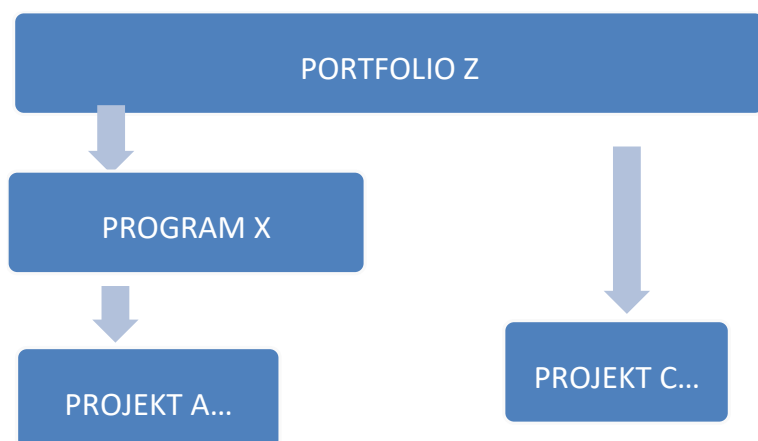 PORTFOLIO Z
PROGRAM X
PROJEKT A...
PROJEKT C...